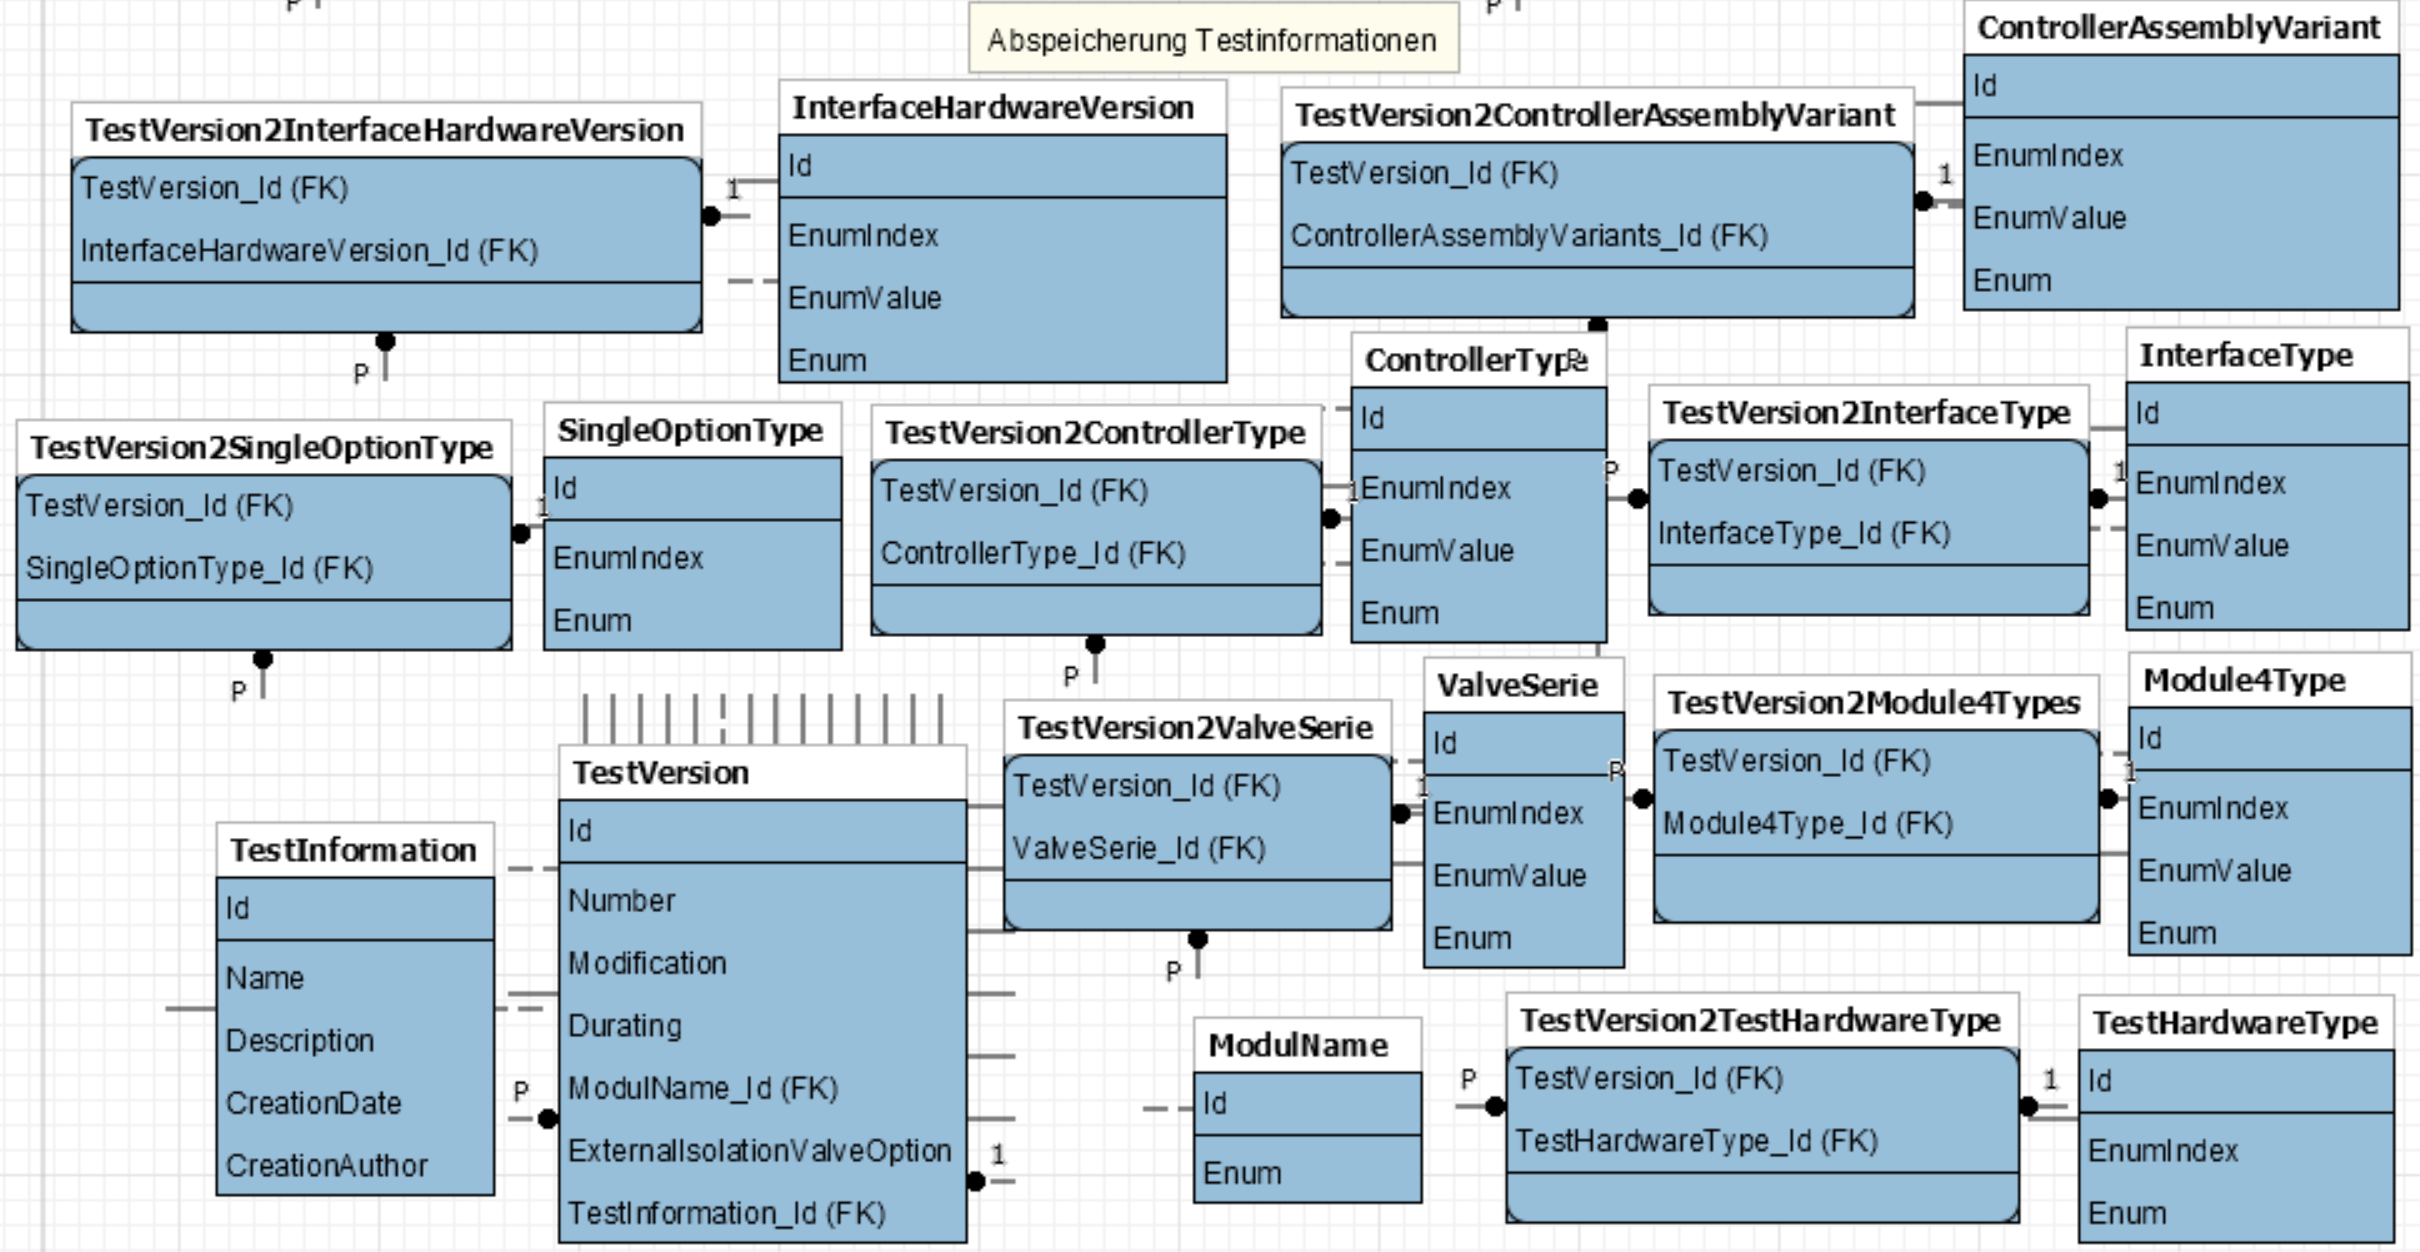 P
Abspeicherung Testinformationen
P
ControllerAssemblyVariant
Id
EnumIndex
EnumValue
Enum
TestVersion2InterfaceHardwareVersion
TestVersion_Id (FK)
InterfaceHardwareVersion_Id (FK)
1
P
InterfaceHardwareVersion
Id
EnumIndex
EnumValue
Enum
TestVersion2ControllerAssemblyVariant
TestVersion_Id (FK)
ControllerAssemblyVariants_Id (FK)
1
P
TestVersion2SingleOptionType
TestVersion_Id (FK)
SingleOptionType_Id (FK)
1
P
SingleOptionType
Id
EnumIndex
Enum
TestVersion2ControllerType
TestVersion_Id (FK)
ControllerType_Id (FK)
1
P
ControllerType
Id
EnumIndex
EnumValue
Enum
P
TestVersion2InterfaceType
TestVersion_Id (FK)
InterfaceType_Id (FK)
1
InterfaceType
Id
EnumIndex
EnumValue
Enum
TestInformation
Id
Name
Description
CreationDate
CreationAuthor
P
TestVersion
Id
Number
Modification
Durating
ModulName_Id (FK)
ExternalIsolationValveOption
TestInformation_Id (FK)
1
TestVersion2ValveSerie
TestVersion_Id (FK)
ValveSerie_Id (FK)
1
P
ValveSerie
Id
EnumIndex
EnumValue
Enum
P
TestVersion2Module4Types
TestVersion_Id (FK)
Module4Type_Id (FK)
1
Module4Type
Id
EnumIndex
EnumValue
Enum
ModulName
Id
Enum
P
TestVersion2TestHardwareType
TestVersion_Id (FK)
TestHardwareType_Id (FK)
1
TestHardwareType
Id
EnumIndex
Enum